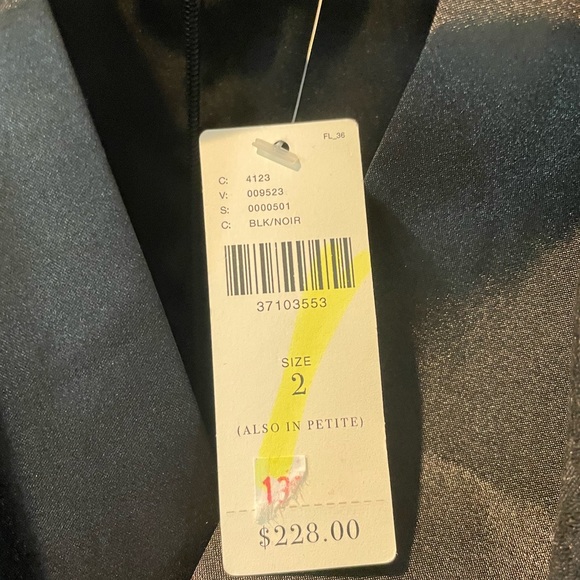 FL_36
C: 4123
V: 009523
S: 0000501
C: BLK/NOIR
37103553
SIZE
2
(ALSO IN PETITE)
$228.00